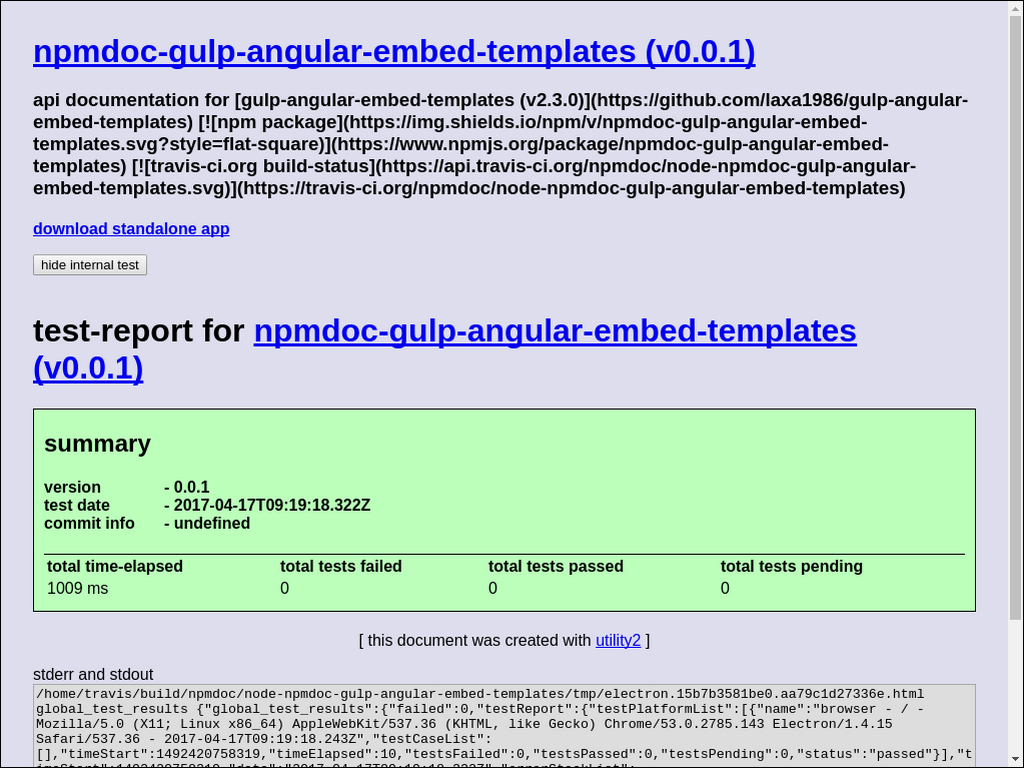 npmdoc-gulp-angular-embed-templates (v0.0.1)
api documentation for [gulp-angular-embed-templates (v2.3.0)](https://github.com/laxa1986/gulp-angular-
embed-templates) [![npm package](https://img.shields.io/npm/v/npmdoc-gulp-angular-embed-
templates.svg?style=flat-square)](https://www.npmjs.org/package/npmdoc-gulp-angular-embed-
templates) [![travis-ci.org build-status](https://api.travis-ci.org/npmdoc/node-npmdoc-gulp-angular-
embed-templates.svg)](https://travis-ci.org/npmdoc/node-npmdoc-gulp-angular-embed-templates)
download standalone app
hide internal test
test-report for npmdoc-gulp-angular-embed-templates
(v0.0.1)
summary
version - 0.0.1
test date - 2017-04-17T09:19:18.322Z
commit info - undefined
total time-elapsed total tests failed total tests passed total tests pending
1009 ms 0 0 0
[ this document was created with utility2 ]
stderr and stdout
/home/travis/build/npmdoc/node-npmdoc-gulp-angular-embed-templates/tmp/electron.15b7b3581be0.aa79c1d27336e.html
global_test_results {"global_test_results":{"failed":0,"testReport":{"testPlatformList":[{"name":"browser - / -
Mozilla/5.0 (X11; Linux x86_64) AppleWebKit/537.36 (KHTML, like Gecko) Chrome/53.0.2785.143 Electron/1.4.15
Safari/537.36 - 2017-04-17T09:19:18.243Z","testCaseList":
[],"timeStart":1492420758319,"timeElapsed":10,"testsFailed":0,"testsPassed":0,"testsPending":0,"status":"passed"}],"t